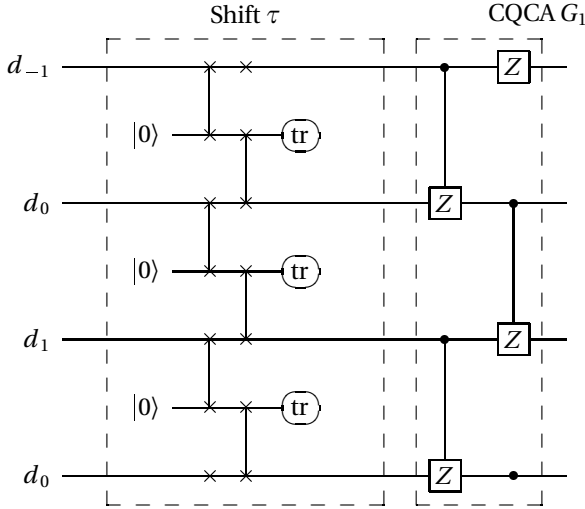 Shift τ CQCA G₁
d₋₁ Z
|0⟩ tr
d₀ Z
|0⟩ tr
d₁ Z
|0⟩ tr
d₀ Z